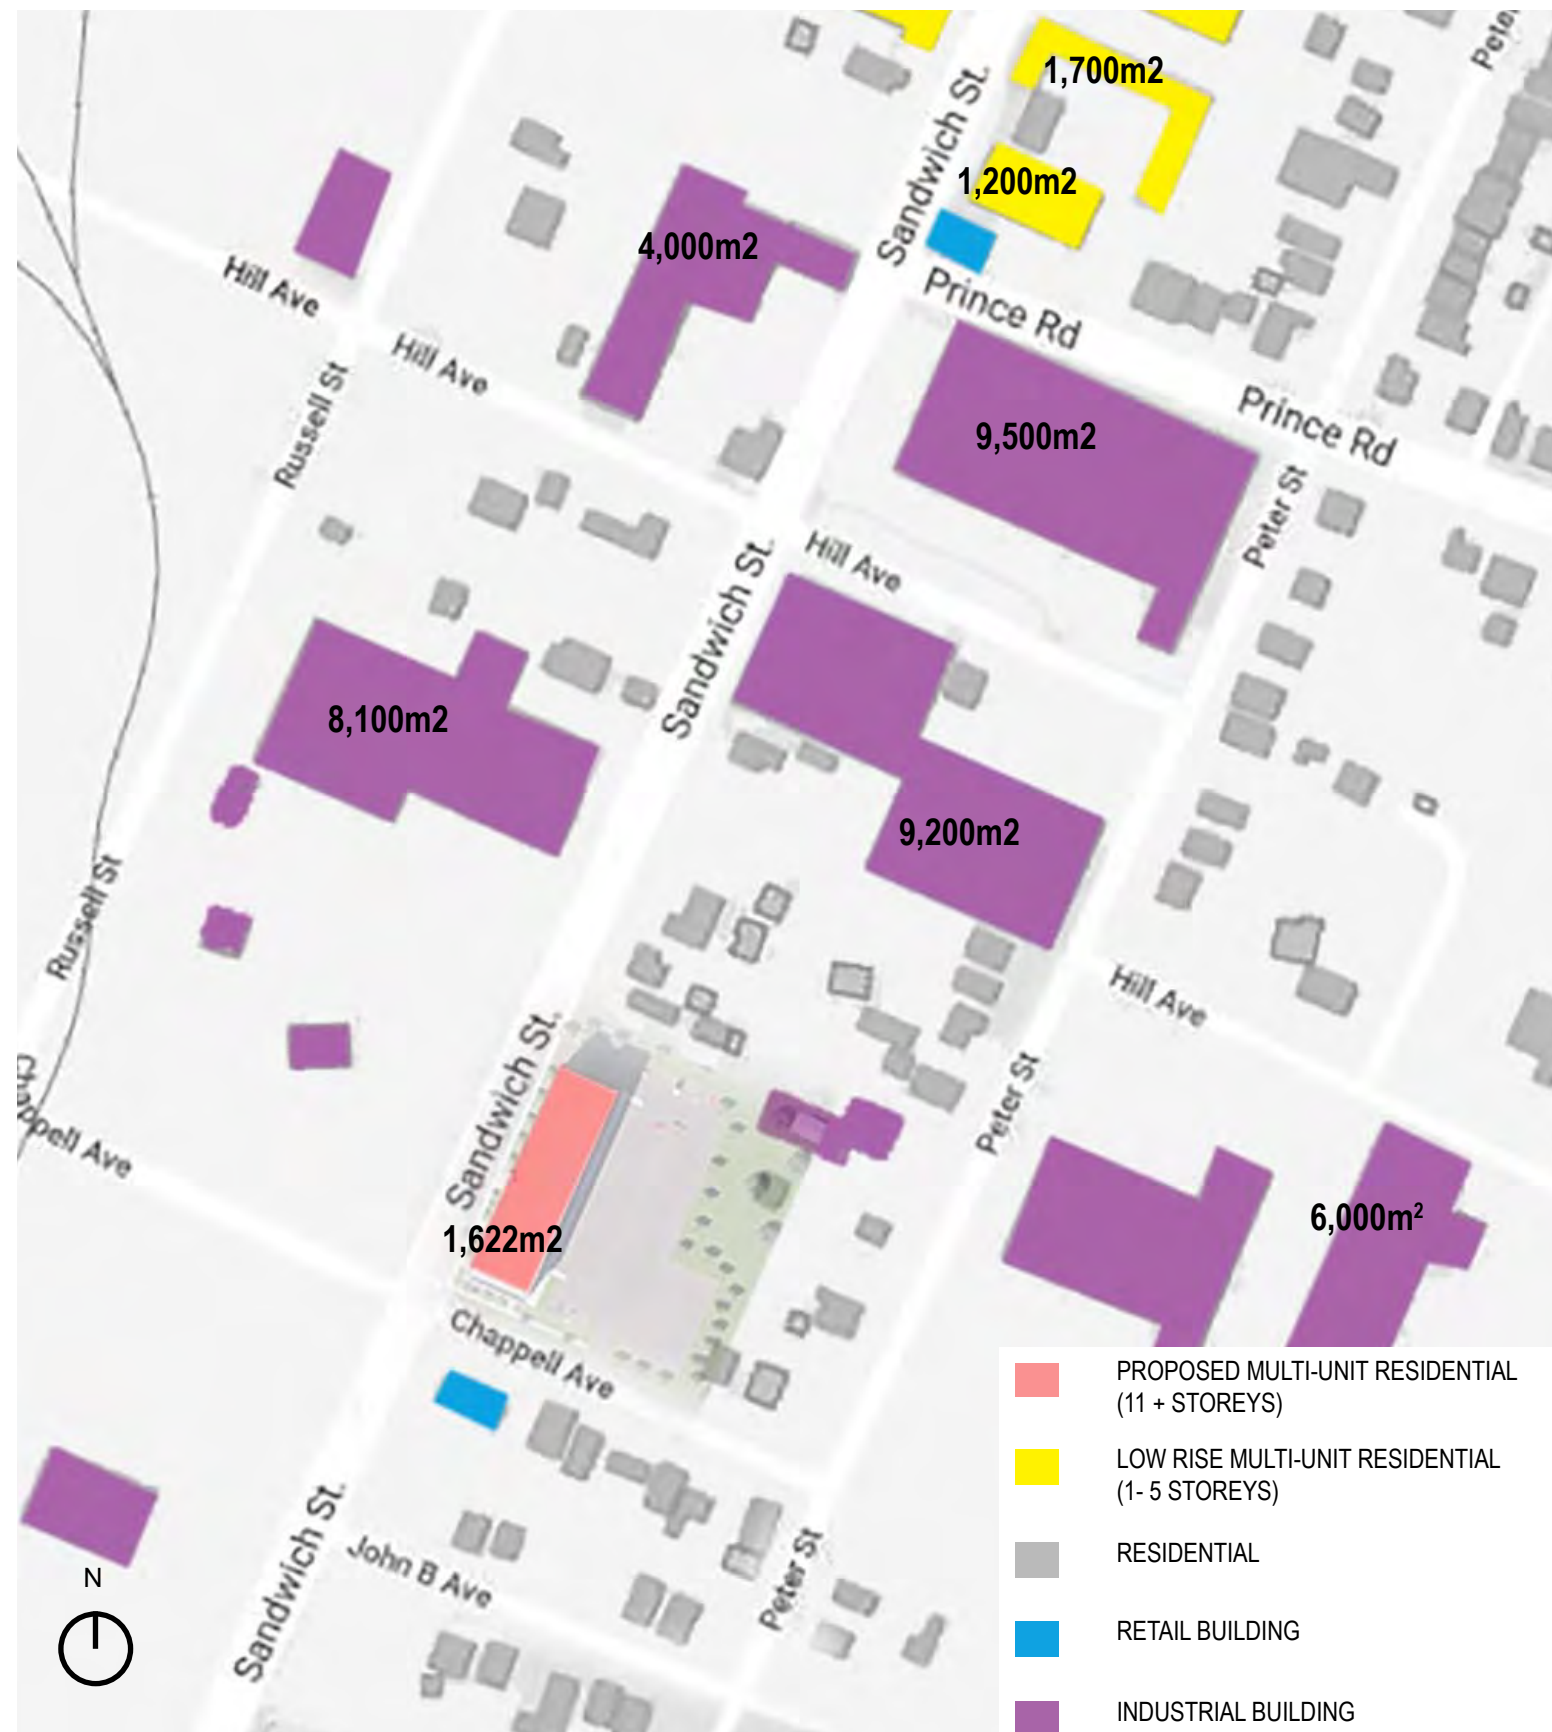 Peter
1,700m2
Sandwich St.
1,200m2
4,000m2
Hill Ave
Prince Rd
Hill Ave
Russell St
Prince Rd
9,500m2
Peter St
Hill Ave
Sandwich St.
8,100m2
9,200m2
Russell St
Hill Ave
Sandwich St.
Peter St
Chappell Ave
6,000m²
1,622m2
Chappell Ave
PROPOSED MULTI-UNIT RESIDENTIAL
(11 + STOREYS)
LOW RISE MULTI-UNIT RESIDENTIAL
(1- 5 STOREYS)
Sandwich St.
John B Ave
Peter St
RESIDENTIAL
N
RETAIL BUILDING
INDUSTRIAL BUILDING